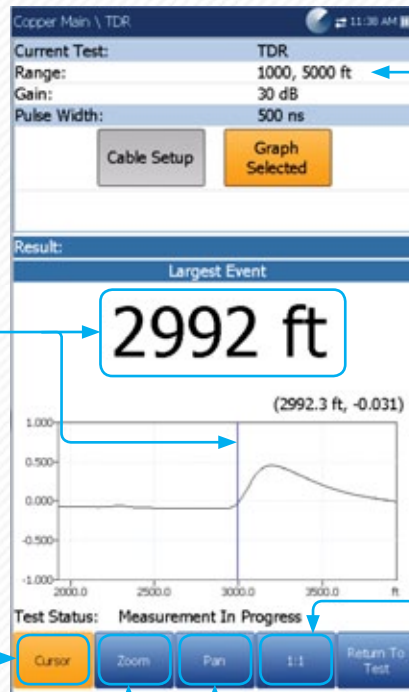 Copper Main \ TDR 11:38 AM
Current Test: TDR
Range: 1000, 5000 ft
Gain: 30 dB
Pulse Width: 500 ns
Cable Setup Graph Selected
Result:
Largest Event
2992 ft
(2992.3 ft, -0.031)
1.000
0.500
0.000
-0.500
-1.000
2000.0 2500.0 3000.0 3500.0 ft
Test Status: Measurement In Progress
Cursor Zoom Pan 1:1 Return To Test